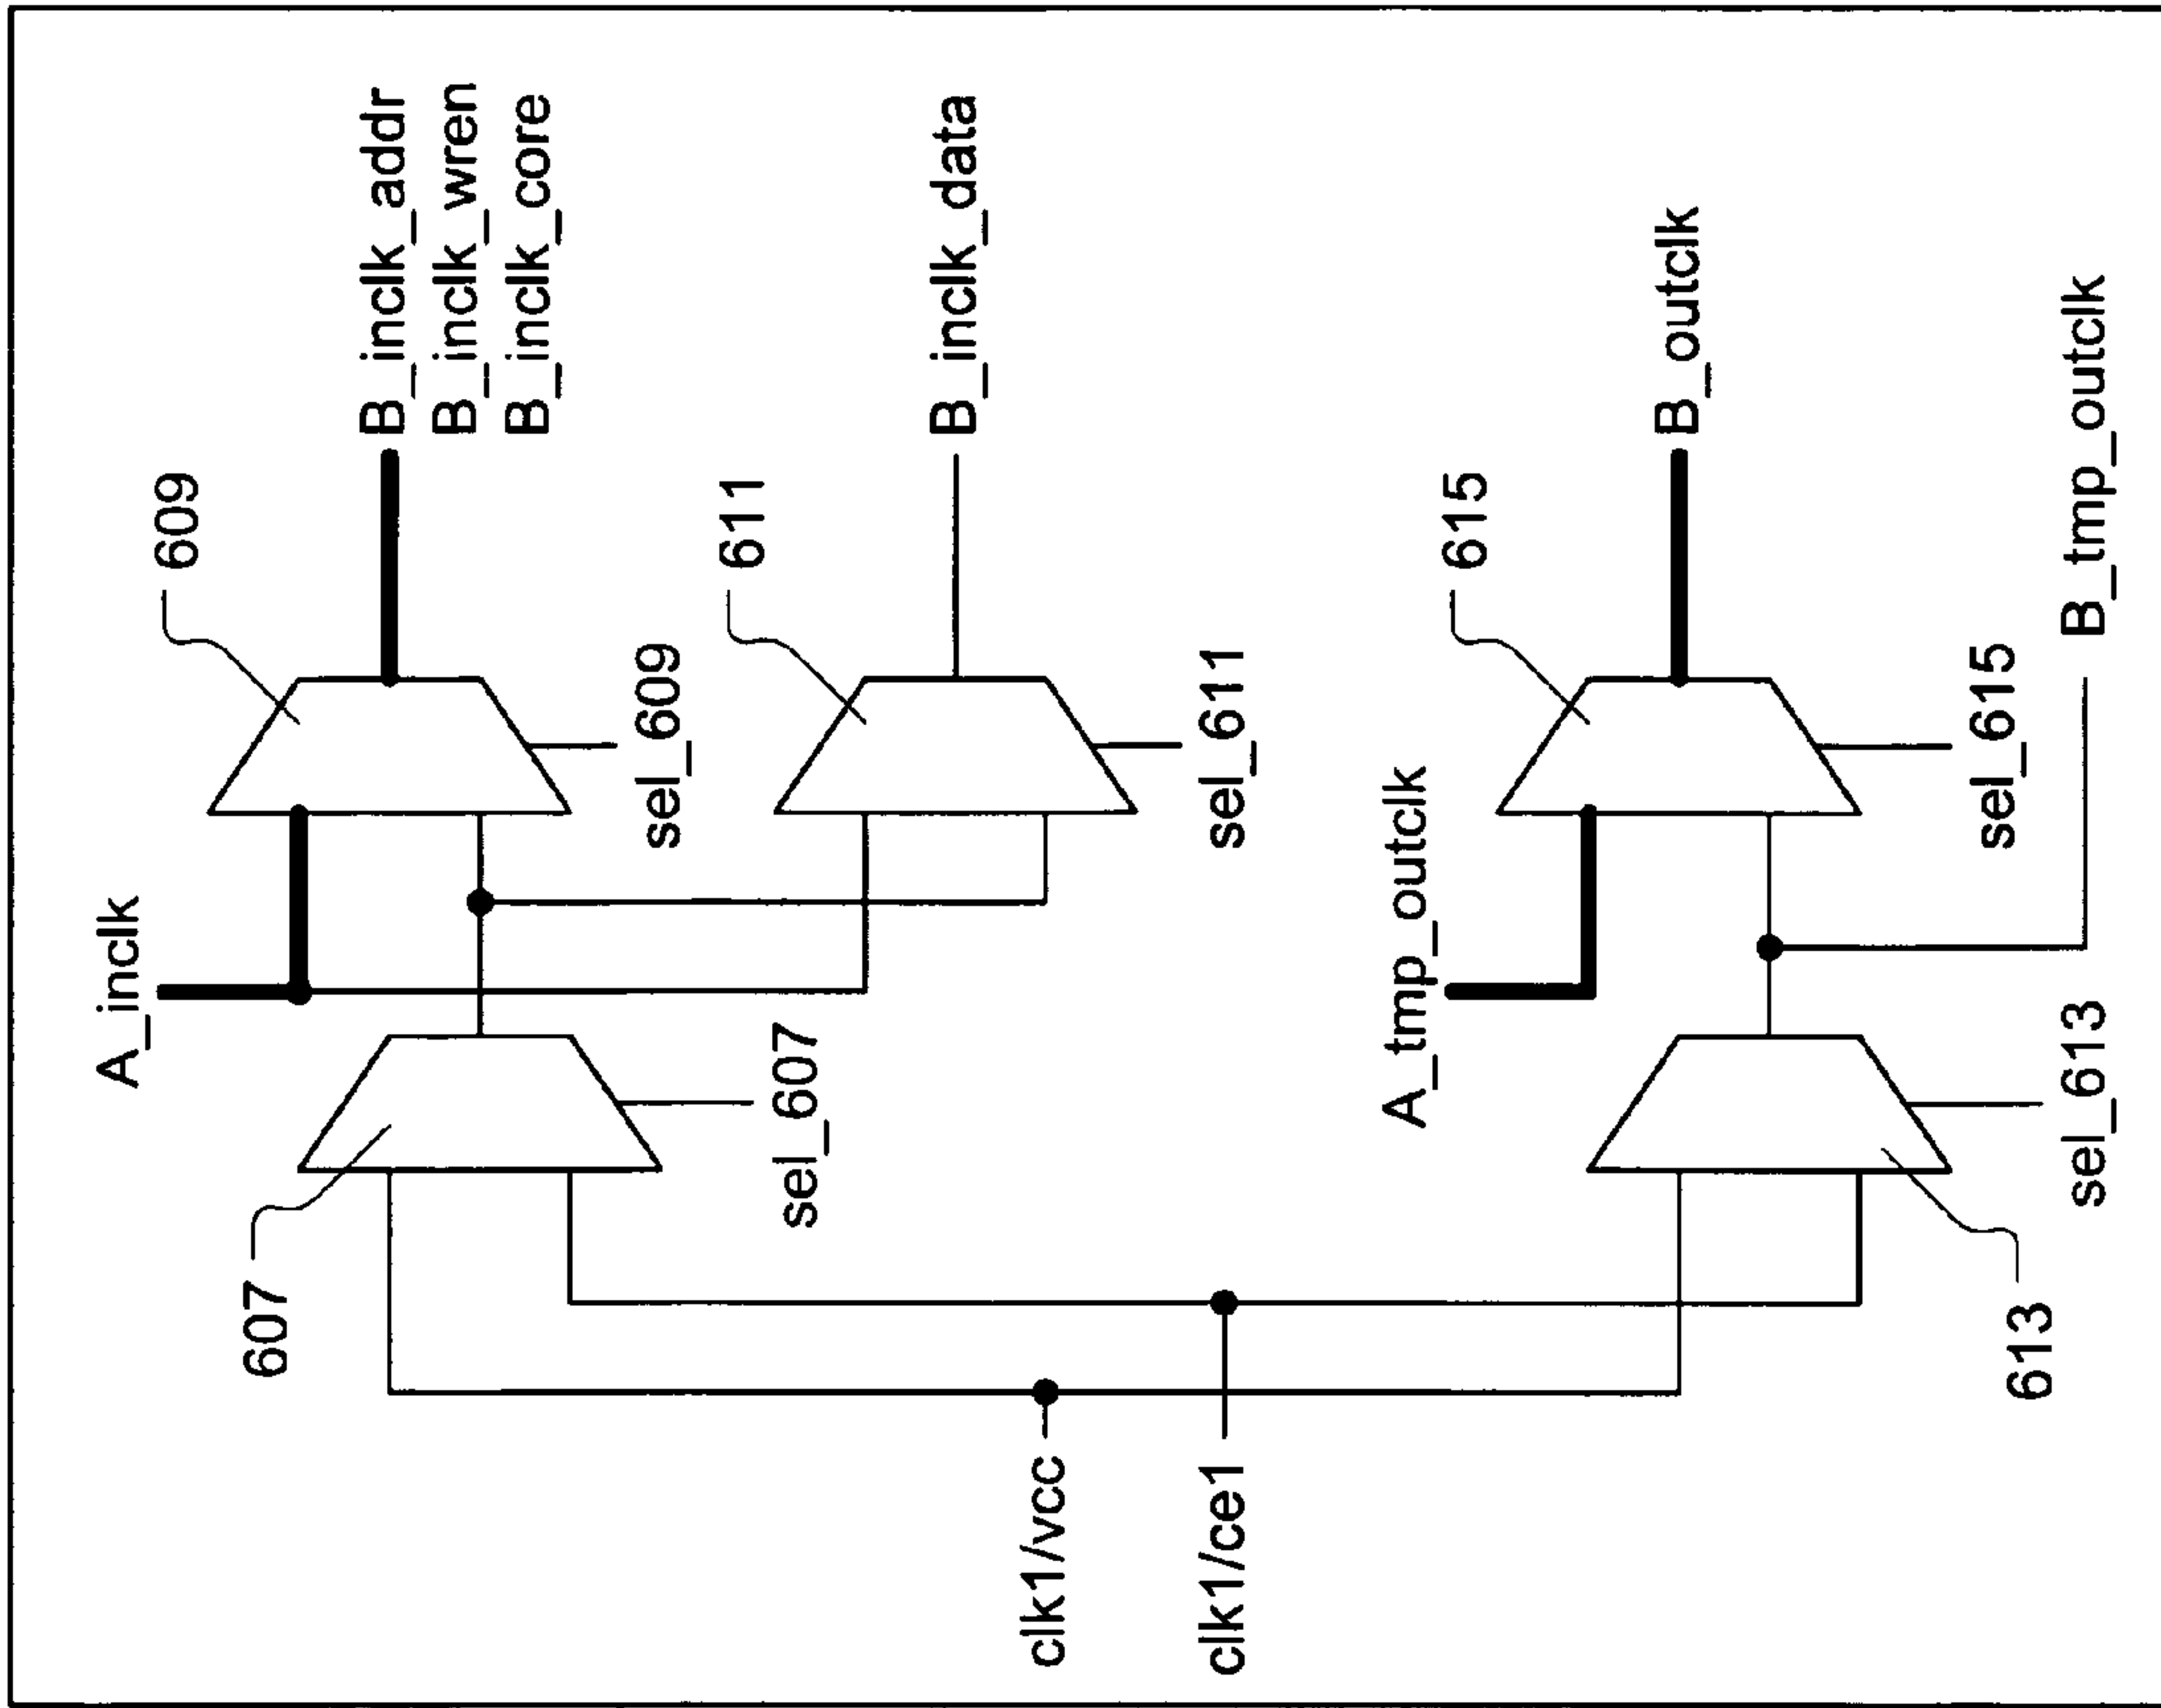 A_inclk
609
B_inclk_addr
B_inclk_wren
B_inclk_core
607
sel_607
sel_609
611
B_inclk_data
sel_611
clk1/vcc
clk1/ce1
A_tmp_outclk
615
B_outclk
sel_615
613
sel_613
B_tmp_outclk